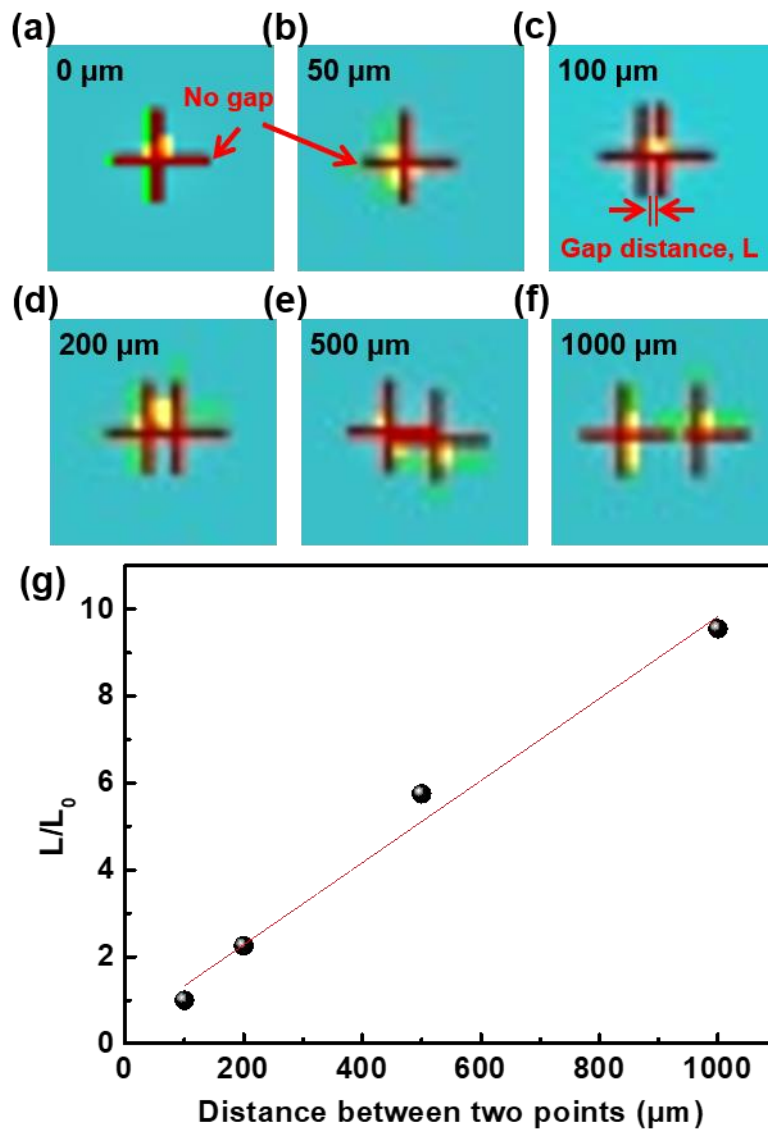 (a)
(b)
(c)
0 μm
50 μm
100 μm
No gap
Gap distance, L
(d)
(e)
(f)
200 μm
500 μm
1000 μm
(g)
10
8
6
4
2
0
L/L0
0 200 400 600 800 1000
Distance between two points (μm)